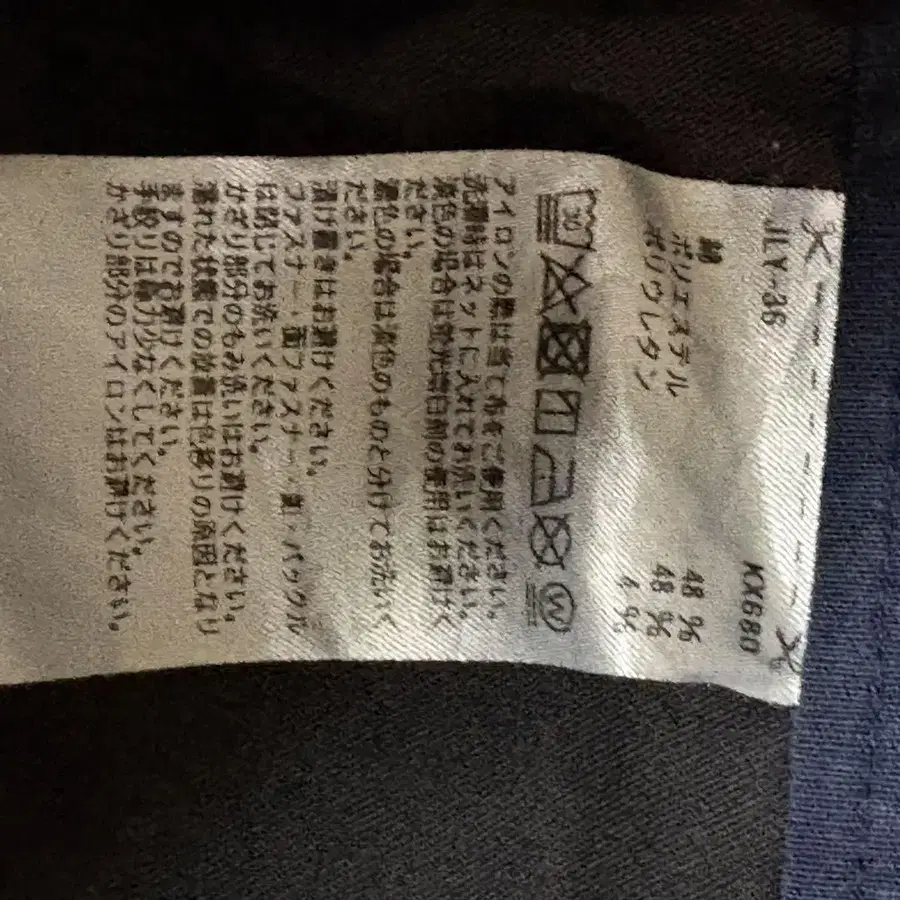 JLY-36 KX680
綿 48 %
ポリエステル 48 %
ポリウレタン 4 %
30 W
アイロンの際は当て布をご使用ください。
洗濯時はネットに入れてお洗いください。
淡色の場合は蛍光増白剤の使用はお避けく
ださい。
濃色の場合は淡色のものと分けてお洗いく
ださい。
漬け置きはお避けください。
ファスナー・面ファスナー・釦・バックル
は閉じてお洗いください。
かざり部分のもみ洗いはお避けください。
濡れた状態での放置は色移りの原因となり
ますのでお避けください。
手絞りは極力少なくしてください。
かざり部分のアイロンはお避けください。